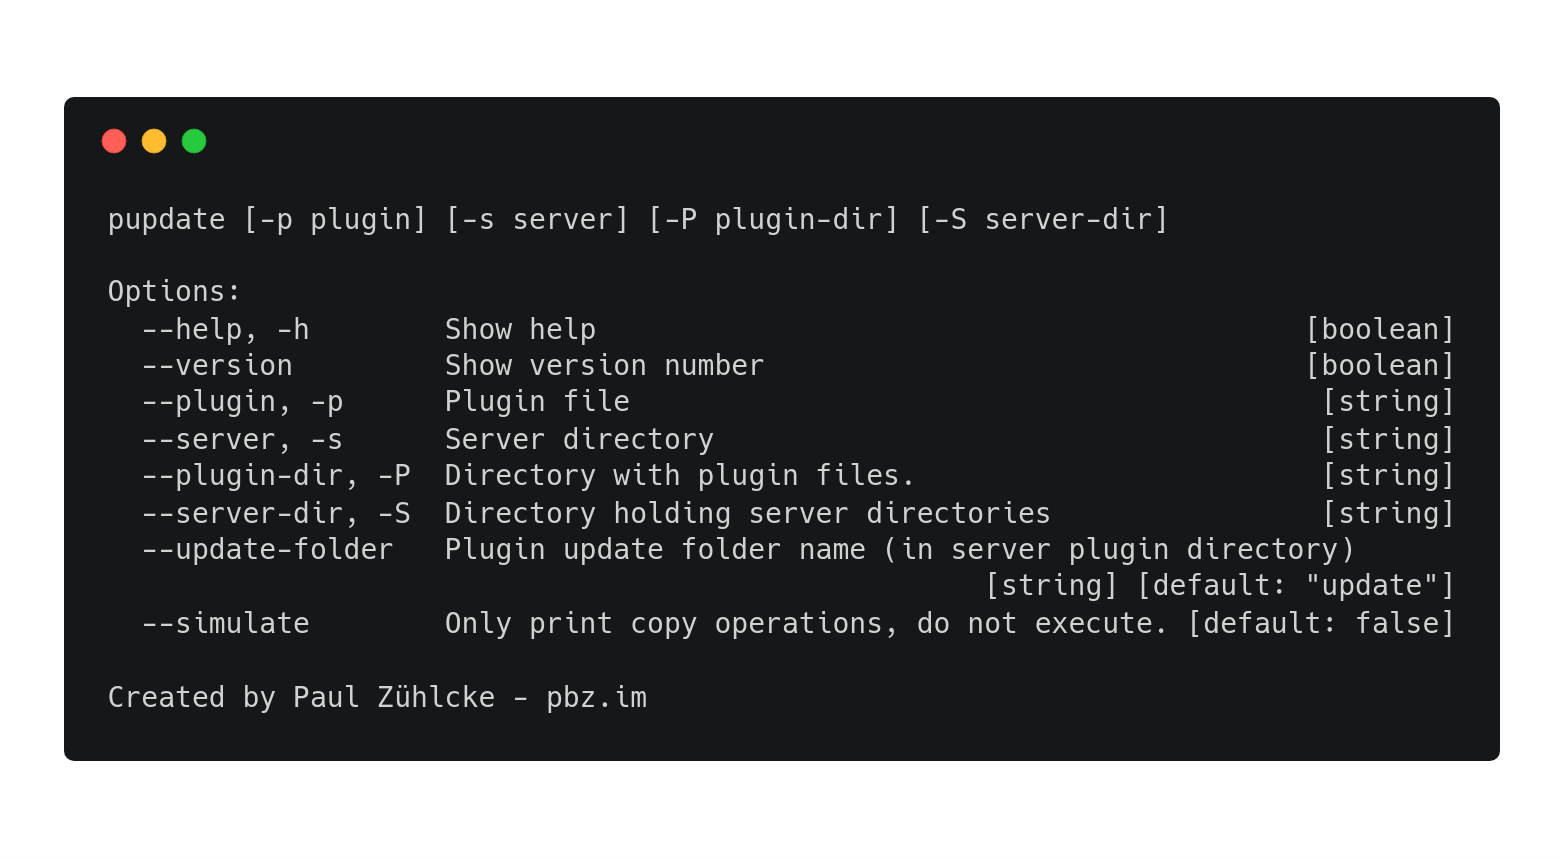 pupdate [-p plugin] [-s server] [-P plugin-dir] [-S server-dir]
Options:
--help, -h Show help [boolean]
--version Show version number [boolean]
--plugin, -p Plugin file [string]
--server, -s Server directory [string]
--plugin-dir, -P Directory with plugin files. [string]
--server-dir, -S Directory holding server directories [string]
--update-folder Plugin update folder name (in server plugin directory)
[string] [default: "update"]
--simulate Only print copy operations, do not execute. [default: false]
Created by Paul Zühlcke - pbz.im